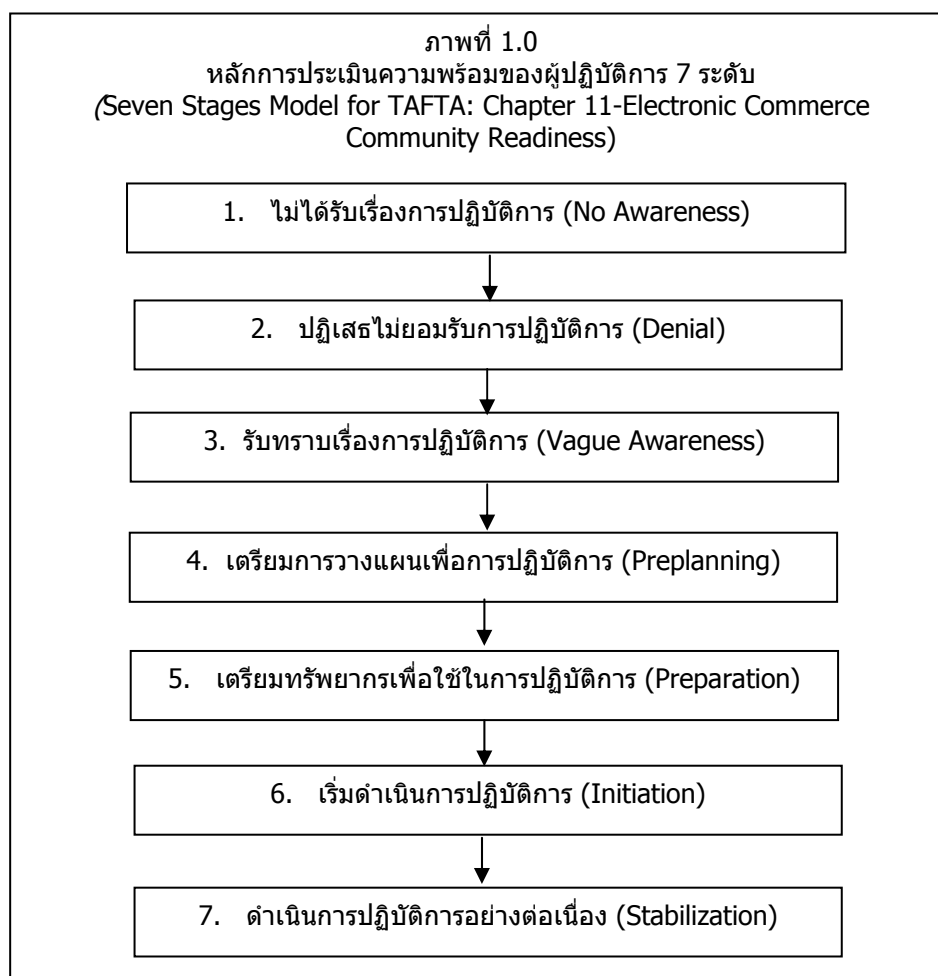 ภาพที่ 1.0
หลักการประเมินความพร้อมของผู้ปฏิบัติการ 7 ระดับ
(Seven Stages Model for TAFTA: Chapter 11-Electronic Commerce
Community Readiness)
1. ไม่ได้รับเรื่องการปฏิบัติการ (No Awareness)
2. ปฏิเสธไม่ยอมรับการปฏิบัติการ (Denial)
3. รับทราบเรื่องการปฏิบัติการ (Vague Awareness)
4. เตรียมการวางแผนเพื่อการปฏิบัติการ (Preplanning)
5. เตรียมทรัพยากรเพื่อใช้ในการปฏิบัติการ (Preparation)
6. เริ่มดำเนินการปฏิบัติการ (Initiation)
7. ดำเนินการปฏิบัติการอย่างต่อเนื่อง (Stabilization)